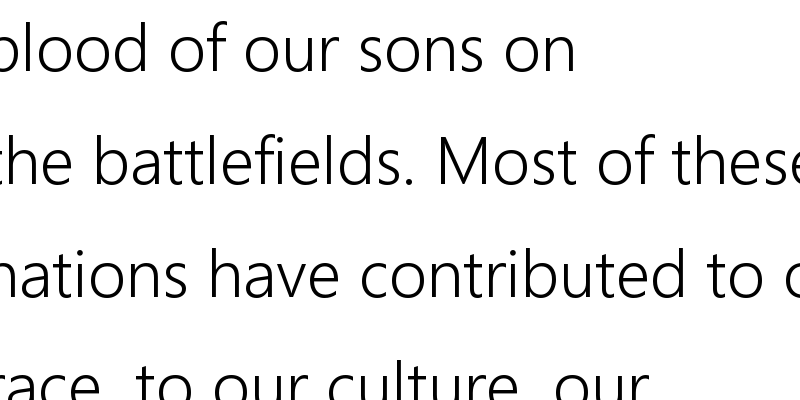 blood of our sons on
the battlefields. Most of these
nations have contributed to
race, to our culture, our